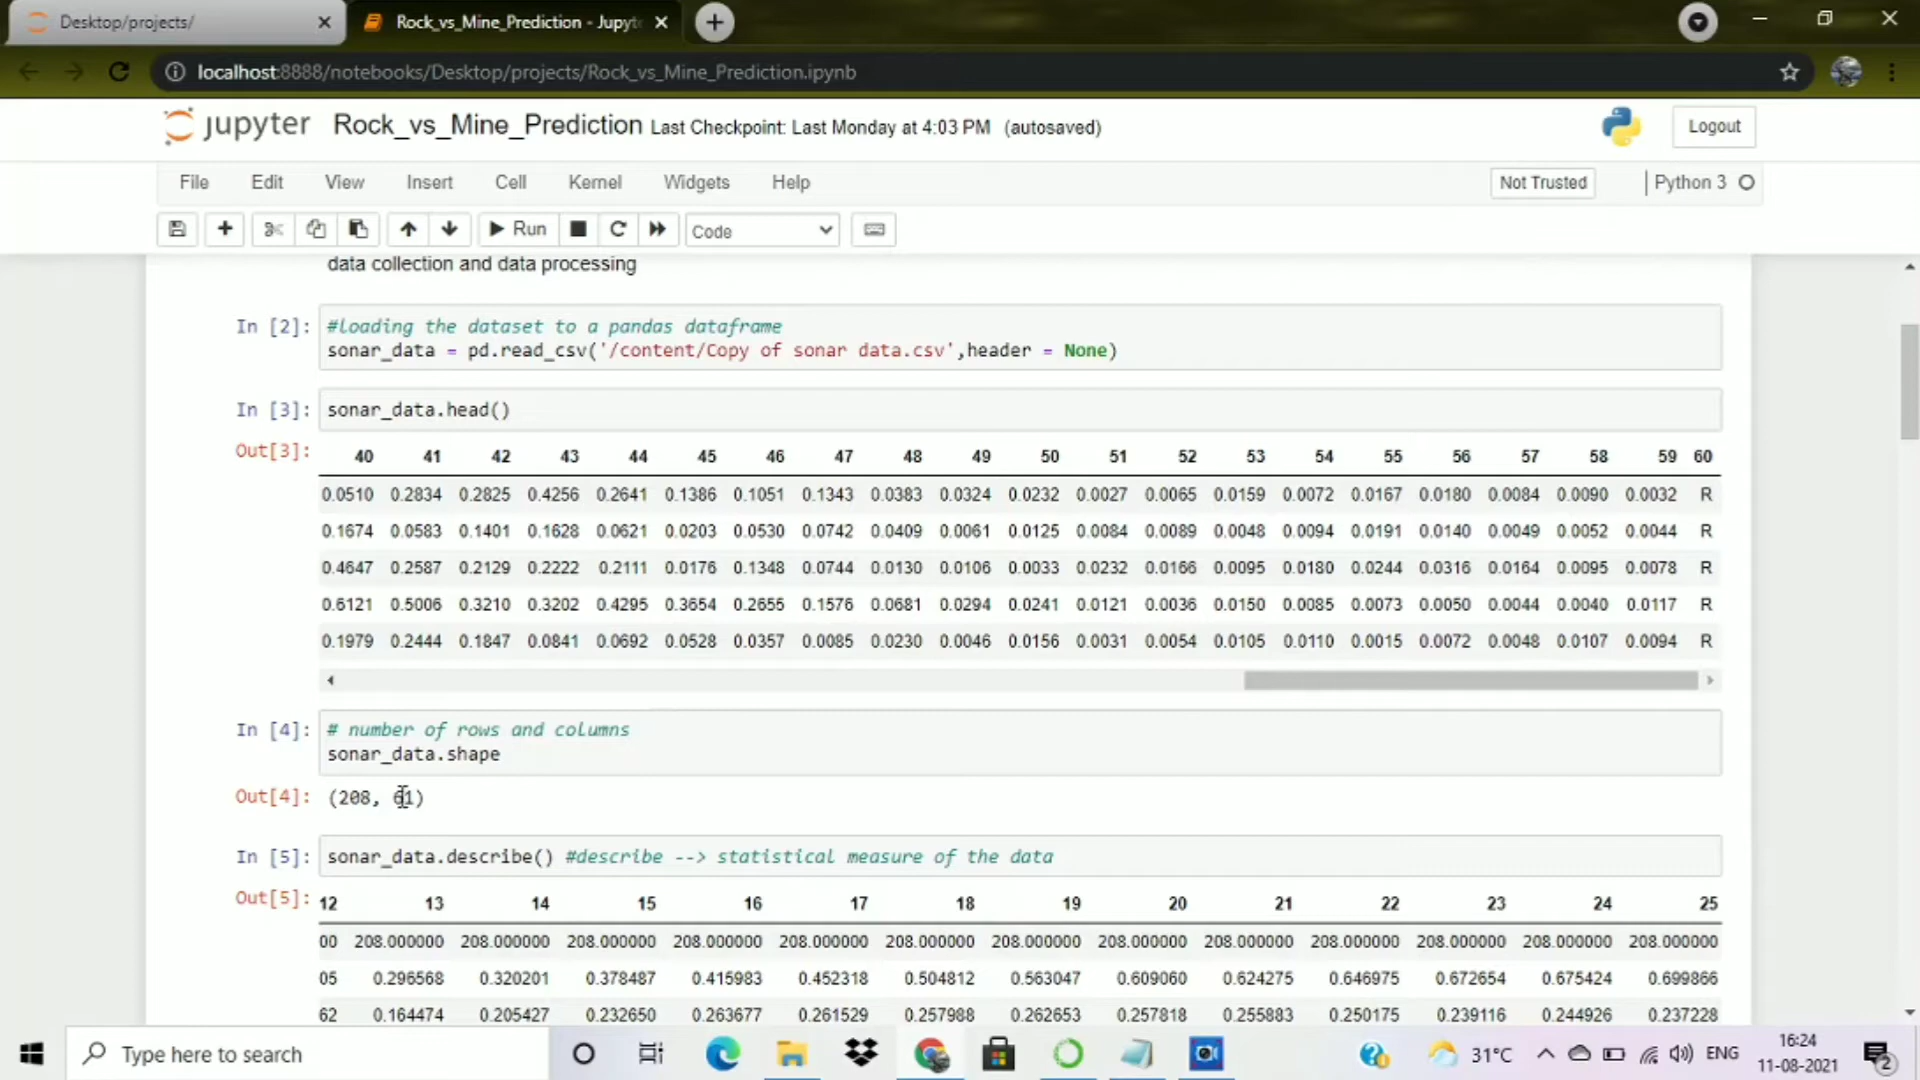 Desktop/projects/
Rock_vs_Mine_Prediction - Jupyt
localhost:8888/notebooks/Desktop/projects/Rock_vs_Mine_Prediction.ipynb
jupyter Rock_vs_Mine_Prediction Last Checkpoint: Last Monday at 4:03 PM (autosaved)
Logout
File Edit View Insert Cell Kernel Widgets Help
Not Trusted Python 3
Run Code
data collection and data processing
In [2]: #loading the dataset to a pandas dataframe
sonar_data = pd.read_csv('/content/Copy of sonar data.csv',header = None)
In [3]: sonar_data.head()
Out[3]: 40 41 42 43 44 45 46 47 48 49 50 51 52 53 54 55 56 57 58 59 60
0.0510 0.2834 0.2825 0.4256 0.2641 0.1386 0.1051 0.1343 0.0383 0.0324 0.0232 0.0027 0.0065 0.0159 0.0072 0.0167 0.0180 0.0084 0.0090 0.0032 R
0.1674 0.0583 0.1401 0.1628 0.0621 0.0203 0.0530 0.0742 0.0409 0.0061 0.0125 0.0084 0.0089 0.0048 0.0094 0.0191 0.0140 0.0049 0.0052 0.0044 R
0.4647 0.2587 0.2129 0.2222 0.2111 0.0176 0.1348 0.0744 0.0130 0.0106 0.0033 0.0232 0.0166 0.0095 0.0180 0.0244 0.0316 0.0164 0.0095 0.0078 R
0.6121 0.5006 0.3210 0.3202 0.4295 0.3654 0.2655 0.1576 0.0681 0.0294 0.0241 0.0121 0.0036 0.0150 0.0085 0.0073 0.0050 0.0044 0.0040 0.0117 R
0.1979 0.2444 0.1847 0.0841 0.0692 0.0528 0.0357 0.0085 0.0230 0.0046 0.0156 0.0031 0.0054 0.0105 0.0110 0.0015 0.0072 0.0048 0.0107 0.0094 R
In [4]: # number of rows and columns
sonar_data.shape
Out[4]: (208, 61)
In [5]: sonar_data.describe() #describe --> statistical measure of the data
Out[5]: 12 13 14 15 16 17 18 19 20 21 22 23 24 25
00 208.000000 208.000000 208.000000 208.000000 208.000000 208.000000 208.000000 208.000000 208.000000 208.000000 208.000000 208.000000 208.000000
05 0.296568 0.320201 0.378487 0.415983 0.452318 0.504812 0.563047 0.609060 0.624275 0.646975 0.672654 0.675424 0.699866
62 0.164474 0.205427 0.232650 0.263677 0.261529 0.257988 0.262653 0.257818 0.255883 0.250175 0.239116 0.244926 0.237228
Type here to search
31°C
ENG
16:24
11-08-2021
2